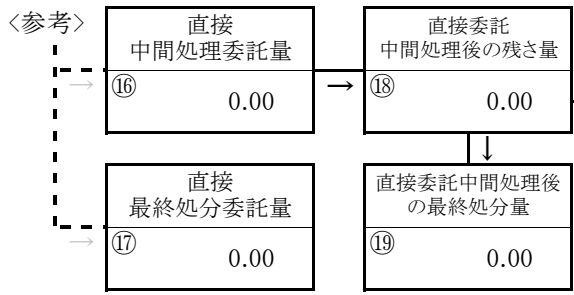 〈参考〉
直接
中間処理委託量
→
⑯
0.00
→
直接委託
中間処理後の残さ量
⑱
0.00
↓
直接
最終処分委託量
→
⑰
0.00
直接委託中間処理後
の最終処分量
⑲
0.00